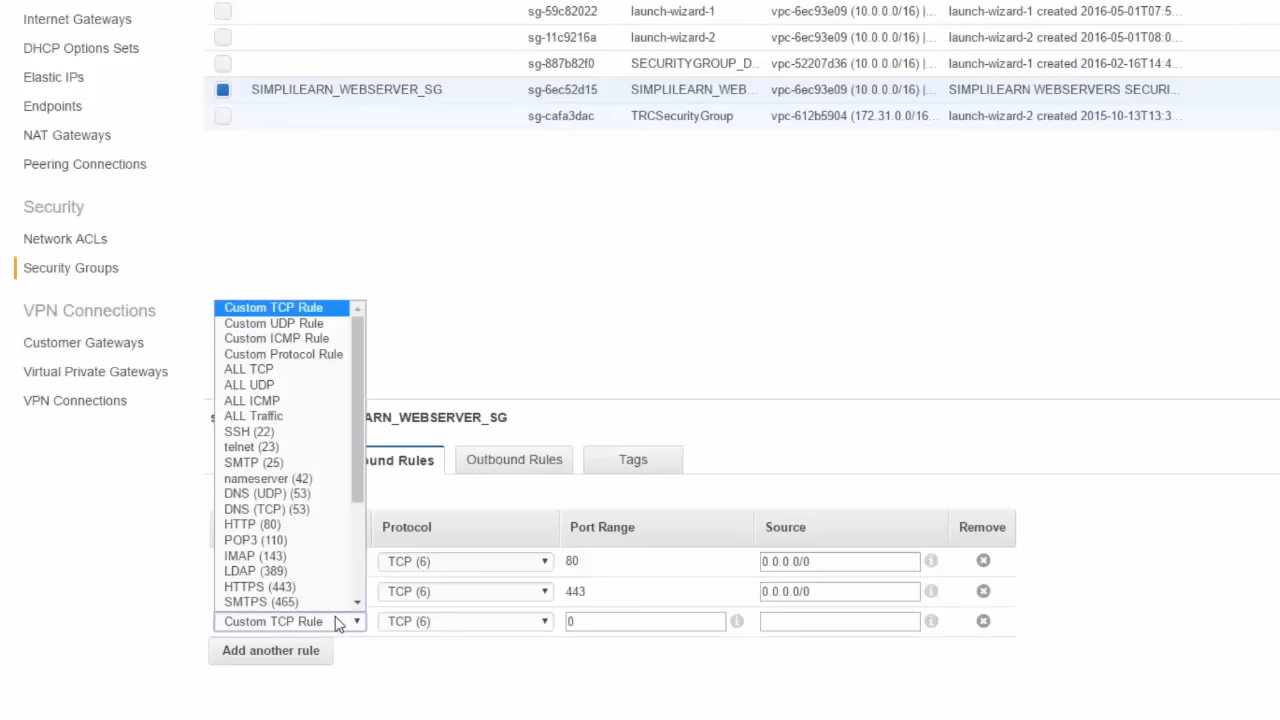 Internet Gateways
DHCP Options Sets
Elastic IPs
Endpoints
NAT Gateways
Peering Connections
Security
Network ACLs
Security Groups
VPN Connections
Customer Gateways
Virtual Private Gateways
VPN Connections
sg-59c82022 launch-wizard-1 vpc-6ec93e09 (10.0.0.0/16) |... launch-wizard-1 created 2016-05-01T07:5...
sg-11c9216a launch-wizard-2 vpc-6ec93e09 (10.0.0.0/16) |... launch-wizard-2 created 2016-05-01T08:0...
sg-887b82f0 SECURITYGROUP_D... vpc-52207d36 (10.0.0.0/16) |... launch-wizard-1 created 2016-02-16T14:4...
SIMPLILEARN_WEBSERVER_SG sg-6ec52d15 SIMPLILEARN_WEB... vpc-6ec93e09 (10.0.0.0/16) |... SIMPLILEARN WEBSERVERS SECURI...
sg-cafa3dac TRCSecurityGroup vpc-612b5904 (172.31.0.0/16... launch-wizard-2 created 2015-10-13T13:3...
Custom TCP Rule
Custom UDP Rule
Custom ICMP Rule
Custom Protocol Rule
ALL TCP
ALL UDP
ALL ICMP
ALL Traffic
SSH (22)
telnet (23)
SMTP (25)
nameserver (42)
DNS (UDP) (53)
DNS (TCP) (53)
HTTP (80)
POP3 (110)
IMAP (143)
LDAP (389)
HTTPS (443)
SMTPS (465)
ARN_WEBSERVER_SG
ound Rules Outbound Rules Tags
Protocol Port Range Source Remove
TCP (6) 80 0.0.0.0/0
TCP (6) 443 0.0.0.0/0
Custom TCP Rule TCP (6) 0
Add another rule